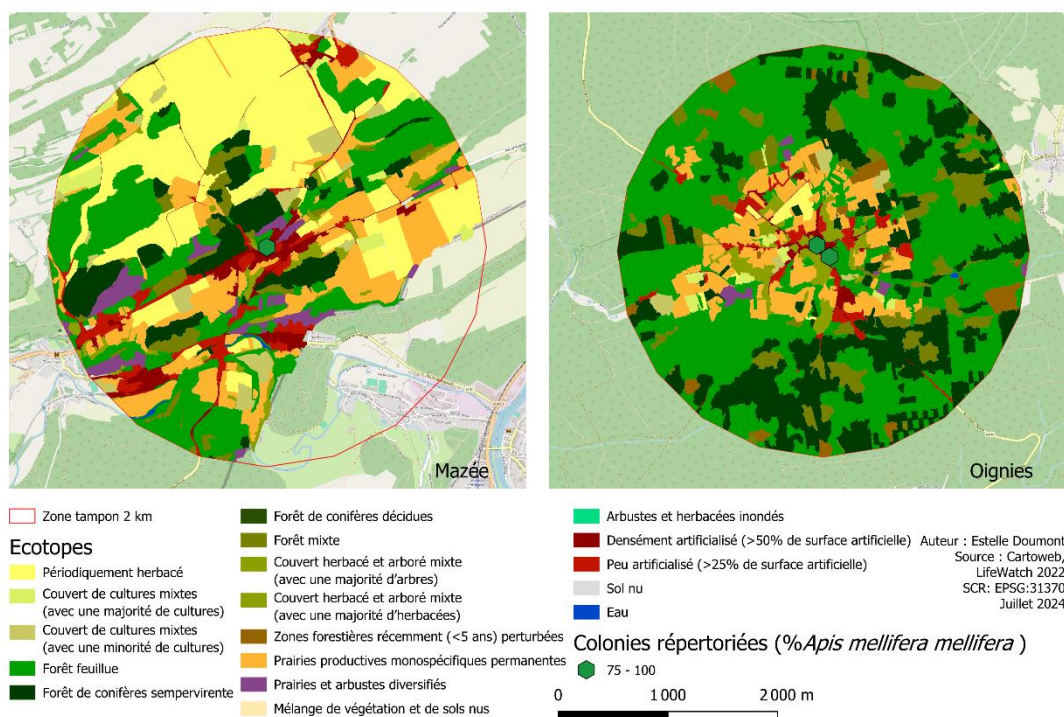 Mazée
Oignies
Zone tampon 2 km
Ecotopes
Périodiquement herbacé
Couvert de cultures mixtes
(avec une majorité de cultures)
Couvert de cultures mixtes
(avec une minorité de cultures)
Forêt feuillue
Forêt de conifères sempervirente
Forêt de conifères décidues
Forêt mixte
Couvert herbacé et arboré mixte
(avec une majorité d'arbres)
Couvert herbacé et arboré mixte
(avec une majorité d'herbacées)
Zones forestières récemment (<5 ans) perturbées
Prairies productives monospécifiques permanentes
Prairies et arbustes diversifiés
Mélange de végétation et de sols nus
Arbustes et herbacées inondés
Densément artificialisé (>50% de surface artificielle)
Peu artificialisé (>25% de surface artificielle)
Sol nu
Eau
Auteur : Estelle Doumont
Source : Cartoweb,
LifeWatch 2022
SCR: EPSG:31370
Juillet 2024
Colonies répertoriées (%Apis mellifera mellifera )
75 - 100
0 1 000 2 000 m